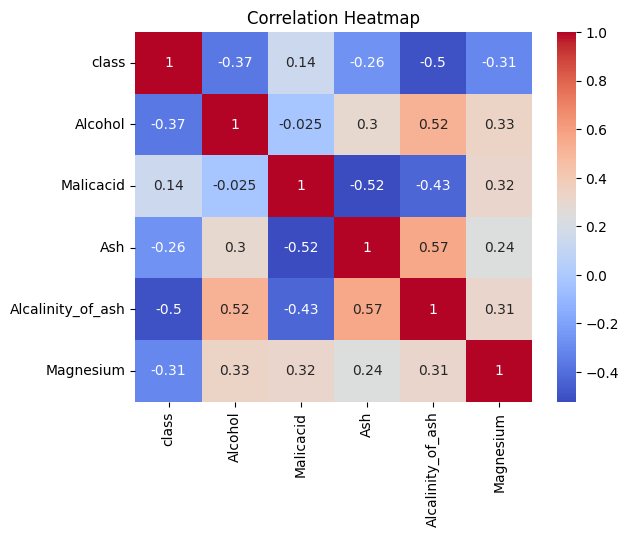 Correlation Heatmap
class 1 -0.37 0.14 -0.26 -0.5 -0.31
Alcohol -0.37 1 -0.025 0.3 0.52 0.33
Malicacid 0.14 -0.025 1 -0.52 -0.43 0.32
Ash -0.26 0.3 -0.52 1 0.57 0.24
Alcalinity_of_ash -0.5 0.52 -0.43 0.57 1 0.31
Magnesium -0.31 0.33 0.32 0.24 0.31 1
class Alcohol Malicacid Ash Alcalinity_of_ash Magnesium
1.0
0.8
0.6
0.4
0.2
0.0
−0.2
−0.4